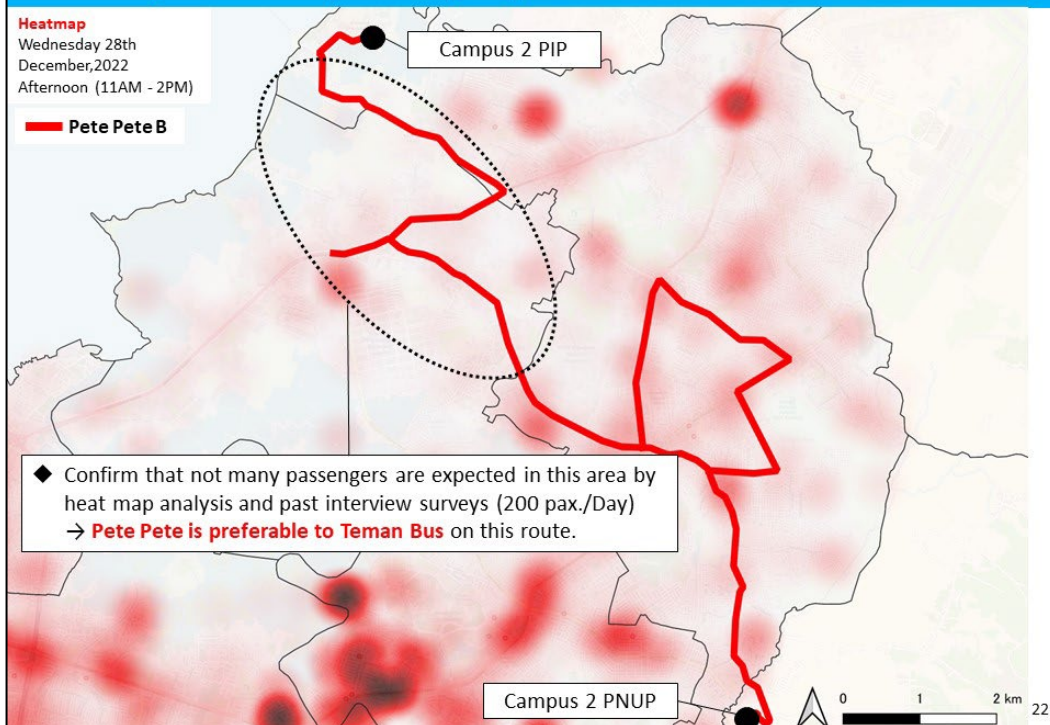 Heatmap
Wednesday 28th
December,2022
Afternoon (11AM - 2PM)
Pete Pete B
Campus 2 PIP
◆ Confirm that not many passengers are expected in this area by
heat map analysis and past interview surveys (200 pax./Day)
→ Pete Pete is preferable to Teman Bus on this route.
Campus 2 PNUP
0 1 2 km
22